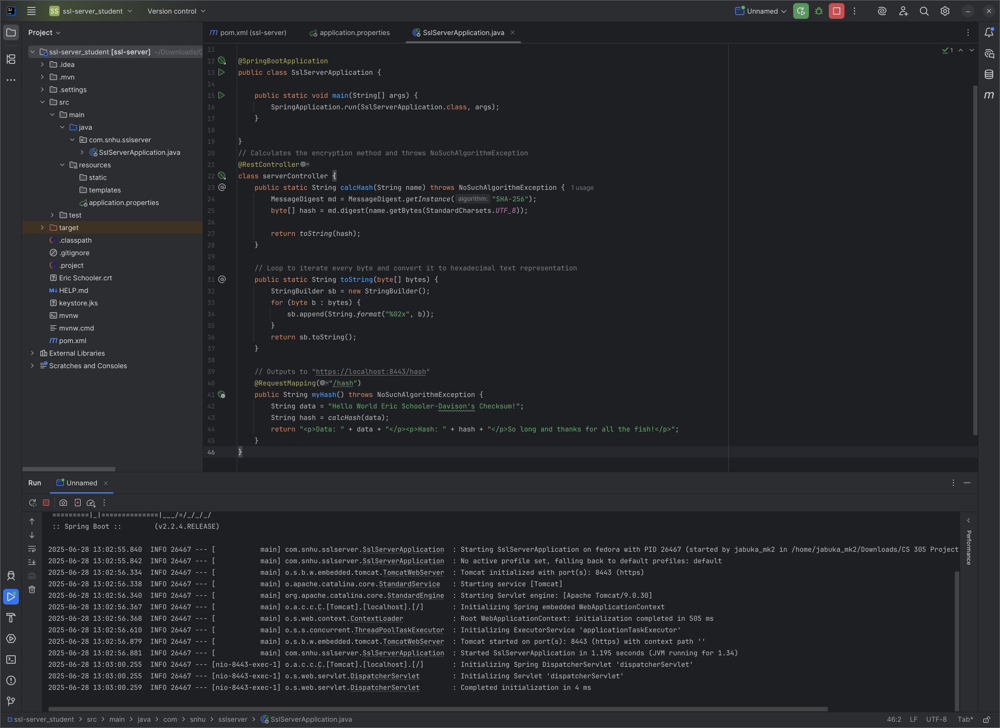 SS ssl-server_student
Version control
Unnamed
Project
pom.xml (ssl-server)
application.properties
SslServerApplication.java
ssl-server_student [ssl-server] ~/Downloads/C
.idea
.mvn
.settings
src
main
java
com.snhu.sslserver
SslServerApplication.java
resources
static
templates
application.properties
test
target
.classpath
.gitignore
.project
Eric Schooler.crt
HELP.md
keystore.jks
mvnw
mvnw.cmd
pom.xml
External Libraries
Scratches and Consoles
1
11
12 @SpringBootApplication
13 public class SslServerApplication {
14
15 public static void main(String[] args) {
16 SpringApplication.run(SslServerApplication.class, args);
17 }
18
19 }
20 // Calculates the encryption method and throws NoSuchAlgorithmException
21 @RestController
22 class serverController {
23 public static String calcHash(String name) throws NoSuchAlgorithmException { 1 usage
24 MessageDigest md = MessageDigest.getInstance( algorithm: "SHA-256");
25 byte[] hash = md.digest(name.getBytes(StandardCharsets.UTF_8));
26
27 return toString(hash);
28 }
29
30 // Loop to iterate every byte and convert it to hexadecimal text representation
31 public static String toString(byte[] bytes) {
32 StringBuilder sb = new StringBuilder();
33 for (byte b : bytes) {
34 sb.append(String.format("%02x", b));
35 }
36 return sb.toString();
37 }
38
39 // Outputs to "https://localhost:8443/hash"
40 @RequestMapping("/hash")
41 public String myHash() throws NoSuchAlgorithmException {
42 String data = "Hello World Eric Schooler-Davison's Checksum!";
43 String hash = calcHash(data);
44 return "<p>Data: " + data + "</p><p>Hash: " + hash + "</p>So long and thanks for all the fish!</p>";
45 }
46 }
Run
Unnamed
=========|_|==============|___/=/_/_/_/
:: Spring Boot :: (v2.2.4.RELEASE)
2025-06-28 13:02:55.840 INFO 26467 --- [ main] com.snhu.sslserver.SslServerApplication : Starting SslServerApplication on fedora with PID 26467 (started by jabuka_mk2 in /home/jabuka_mk2/Downloads/CS 305 Project
2025-06-28 13:02:55.842 INFO 26467 --- [ main] com.snhu.sslserver.SslServerApplication : No active profile set, falling back to default profiles: default
2025-06-28 13:02:56.334 INFO 26467 --- [ main] o.s.b.w.embedded.tomcat.TomcatWebServer : Tomcat initialized with port(s): 8443 (https)
2025-06-28 13:02:56.338 INFO 26467 --- [ main] o.apache.catalina.core.StandardService : Starting service [Tomcat]
2025-06-28 13:02:56.340 INFO 26467 --- [ main] org.apache.catalina.core.StandardEngine : Starting Servlet engine: [Apache Tomcat/9.0.30]
2025-06-28 13:02:56.367 INFO 26467 --- [ main] o.a.c.c.C.[Tomcat].[localhost].[/] : Initializing Spring embedded WebApplicationContext
2025-06-28 13:02:56.368 INFO 26467 --- [ main] o.s.web.context.ContextLoader : Root WebApplicationContext: initialization completed in 505 ms
2025-06-28 13:02:56.610 INFO 26467 --- [ main] o.s.s.concurrent.ThreadPoolTaskExecutor : Initializing ExecutorService 'applicationTaskExecutor'
2025-06-28 13:02:56.879 INFO 26467 --- [ main] o.s.b.w.embedded.tomcat.TomcatWebServer : Tomcat started on port(s): 8443 (https) with context path ''
2025-06-28 13:02:56.881 INFO 26467 --- [ main] com.snhu.sslserver.SslServerApplication : Started SslServerApplication in 1.195 seconds (JVM running for 1.34)
2025-06-28 13:03:00.255 INFO 26467 --- [nio-8443-exec-1] o.a.c.c.C.[Tomcat].[localhost].[/] : Initializing Spring DispatcherServlet 'dispatcherServlet'
2025-06-28 13:03:00.255 INFO 26467 --- [nio-8443-exec-1] o.s.web.servlet.DispatcherServlet : Initializing Servlet 'dispatcherServlet'
2025-06-28 13:03:00.259 INFO 26467 --- [nio-8443-exec-1] o.s.web.servlet.DispatcherServlet : Completed initialization in 4 ms
Performance
ssl-server_student > src > main > java > com > snhu > sslserver > SslServerApplication.java
46:2 LF UTF-8 Tab*